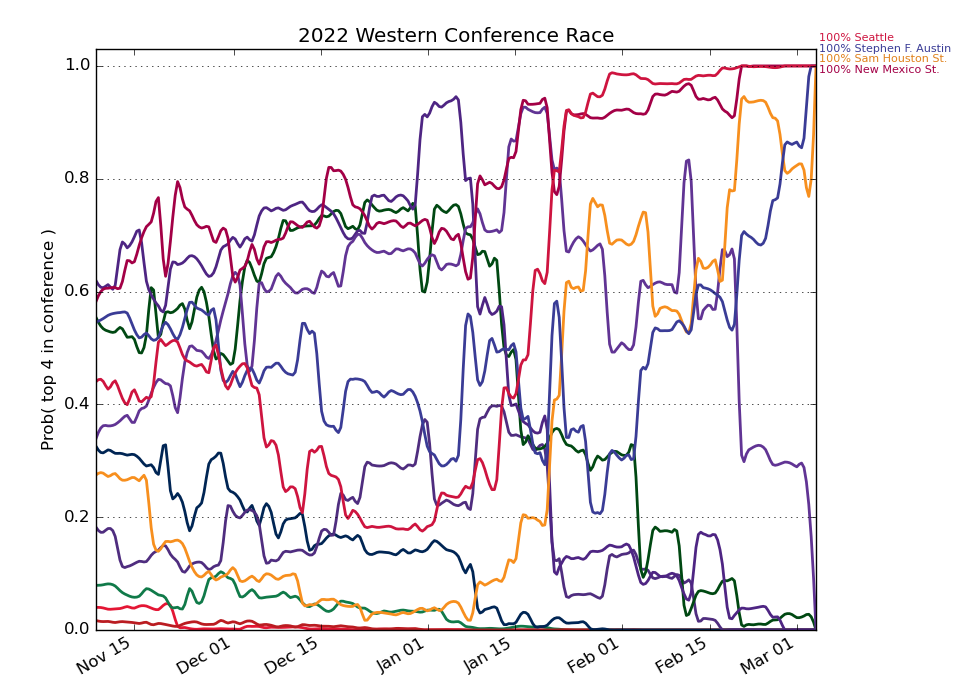 2022 Western Conference Race
100% Seattle
100% Stephen F. Austin
100% Sam Houston St.
100% New Mexico St.
Prob( top 4 in conference )
1.0
0.8
0.6
0.4
0.2
0.0
Nov 15
Dec 01
Dec 15
Jan 01
Jan 15
Feb 01
Feb 15
Mar 01